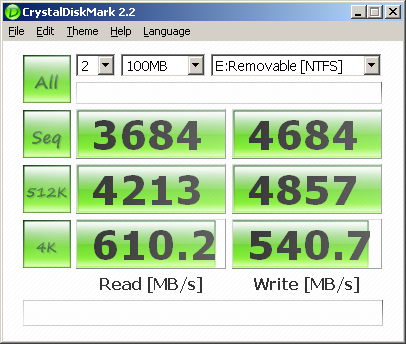 CrystalDiskMark 2.2
File Edit Theme Help Language
All 2 100MB E:Removable [NTFS]
Seq 3684 4684
512K 4213 4857
4K 610.2 540.7
Read [MB/s] Write [MB/s]